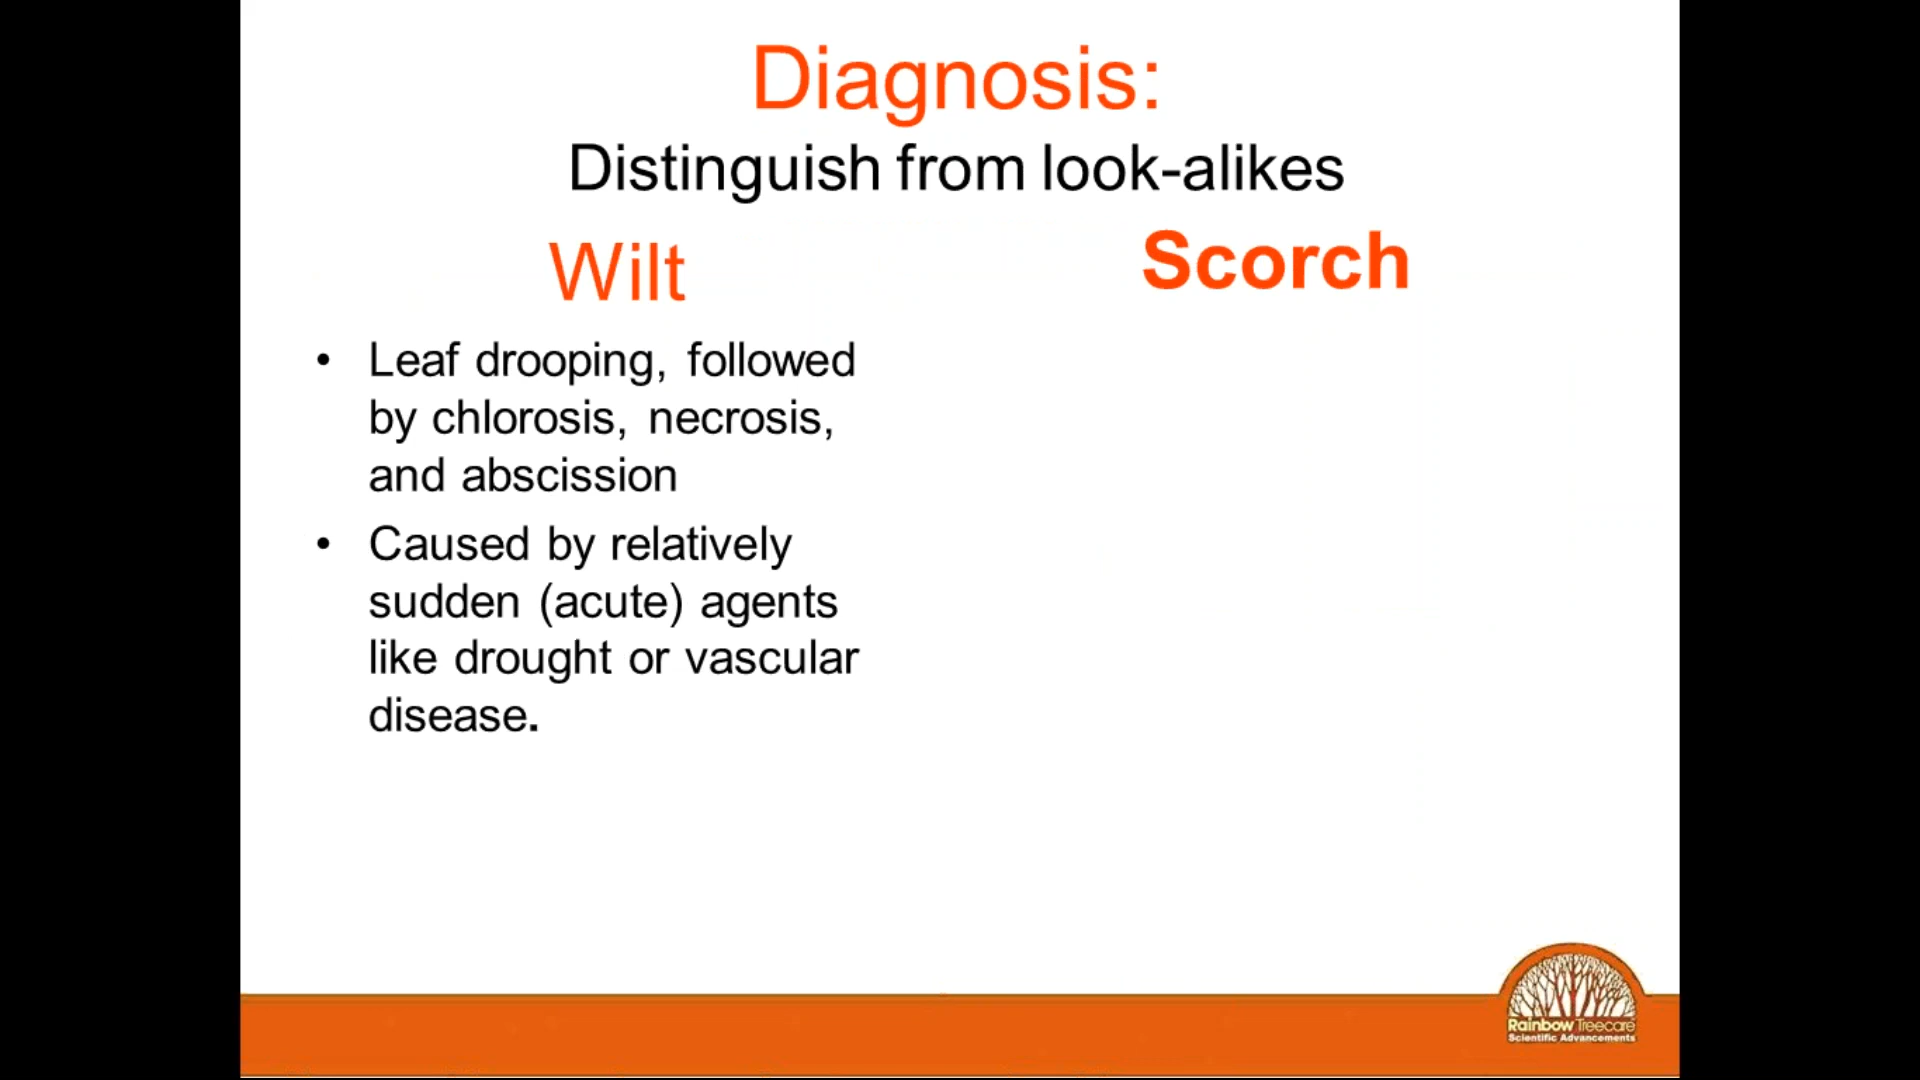 Diagnosis:
Distinguish from look-alikes
Wilt
• Leaf drooping, followed
by chlorosis, necrosis,
and abscission
• Caused by relatively
sudden (acute) agents
like drought or vascular
disease.
Scorch
Rainbow Treecare
Scientific Advancements